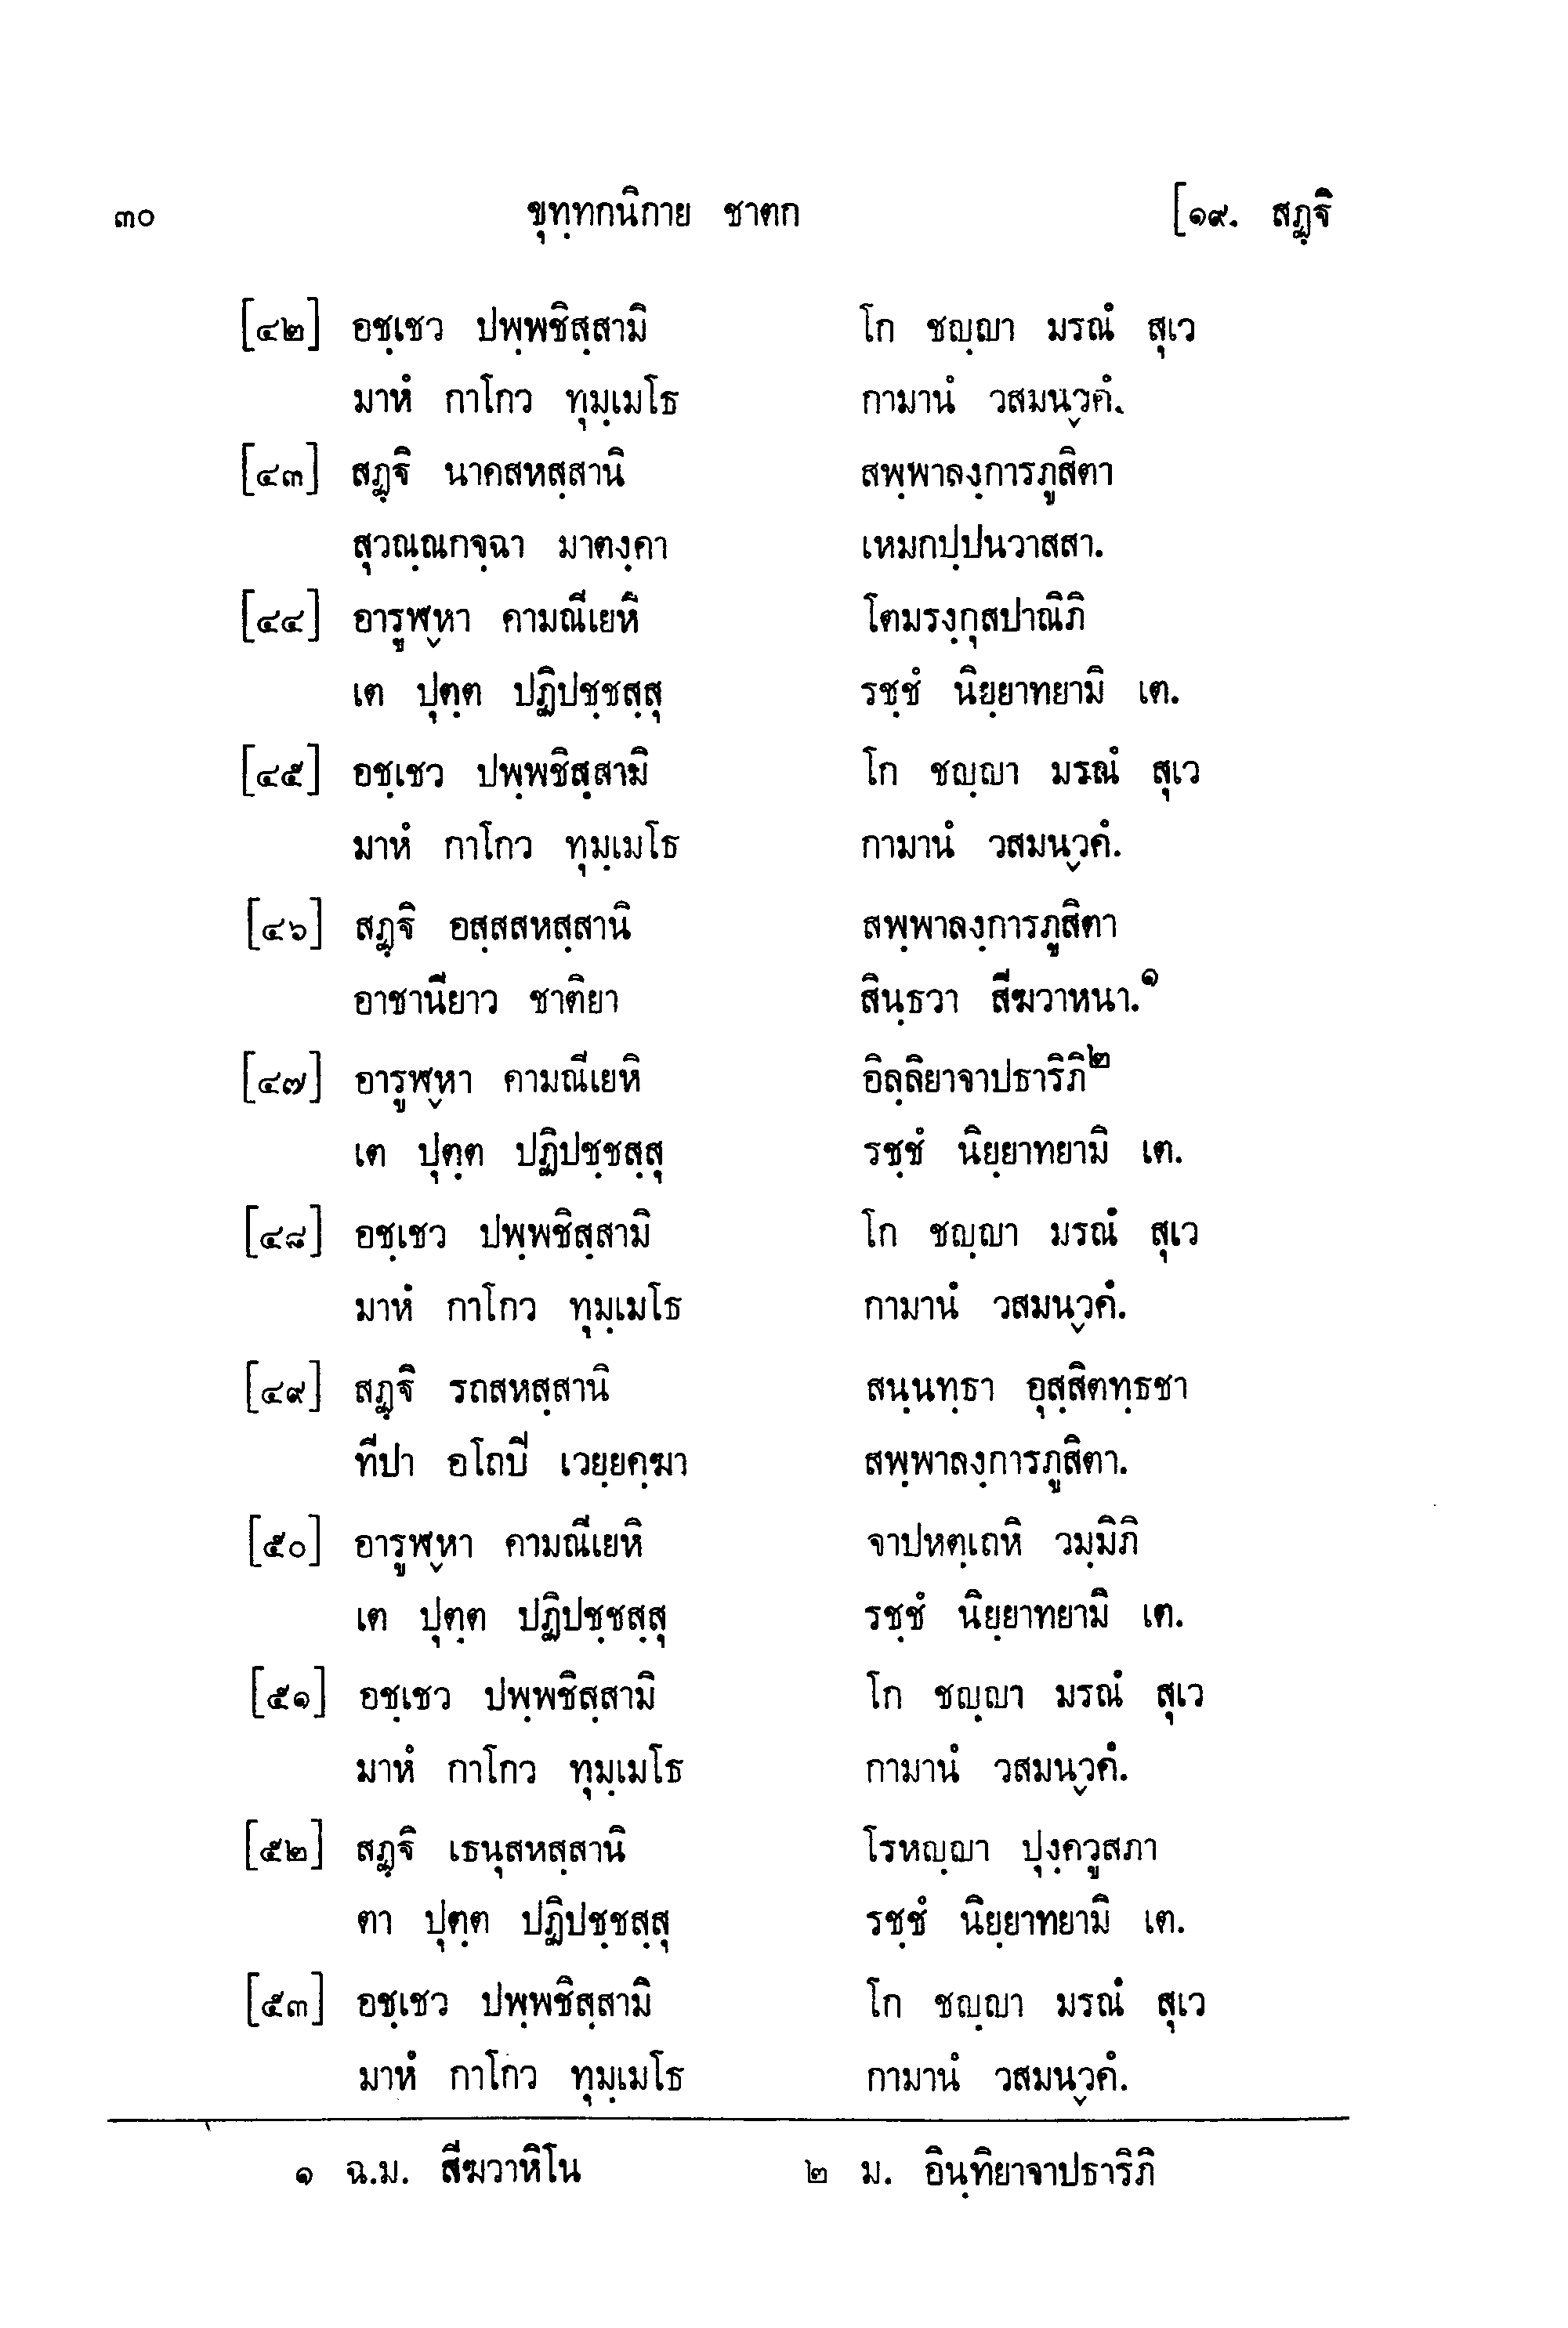 ๓๐ ขุทฺทกนิกาย ชาตก [๑๙. สฏฺฐิ
[๔๒] อชฺเชว ปพฺพชิสฺสามิ โก ชญฺญา มรณํ สุเว
มาหํ กาโกว ทุมฺเมโธ กามานํ วสมนฺวคํ.
[๔๓] สฏฺฐิ นาคสหสฺสานิ สพฺพาลงฺการภูสิตา
สุวณฺณกจฺฉา มาตงฺคา เหมกปฺปนวาสสา.
[๔๔] อารูฬฺหา คามณีเยหิ โตมรงฺกุสปาณิภิ
เต ปุตฺต ปฏิปชฺชสฺสุ รชฺชํ นิยฺยาทยามิ เต.
[๔๕] อชฺเชว ปพฺพชิสฺสามิ โก ชญฺญา มรณํ สุเว
มาหํ กาโกว ทุมฺเมโธ กามานํ วสมนฺวคํ.
[๔๖] สฏฺฐิ อสฺสสหสฺสานิ สพฺพาลงฺการภูสิตา
อาชานียาว ชาติยา สินฺธวา สีฆวาหนา.๑
[๔๗] อารูฬฺหา คามณีเยหิ อิลฺลิยาจาปธาริภิ๒
เต ปุตฺต ปฏิปชฺชสฺสุ รชฺชํ นิยฺยาทยามิ เต.
[๔๘] อชฺเชว ปพฺพชิสฺสามิ โก ชญฺญา มรณํ สุเว
มาหํ กาโกว ทุมฺเมโธ กามานํ วสมนฺวคํ.
[๔๙] สฏฺฐิ รถสหสฺสานิ สนฺนทฺธา อุสฺสิตทฺธชา
ทีปา อโถปิ เวยฺยคฺฆา สพฺพาลงฺการภูสิตา.
[๕๐] อารูฬฺหา คามณีเยหิ จาปหตฺเถหิ วมฺมิภิ
เต ปุตฺต ปฏิปชฺชสฺสุ รชฺชํ นิยฺยาทยามิ เต.
[๕๑] อชฺเชว ปพฺพชิสฺสามิ โก ชญฺญา มรณํ สุเว
มาหํ กาโกว ทุมฺเมโธ กามานํ วสมนฺวคํ.
[๕๒] สฏฺฐิ เธนุสหสฺสานิ โรหญฺญา ปุงฺควูสภา
ตา ปุตฺต ปฏิปชฺชสฺสุ รชฺชํ นิยฺยาทยามิ เต.
[๕๓] อชฺเชว ปพฺพชิสฺสามิ โก ชญฺญา มรณํ สุเว
มาหํ กาโกว ทุมฺเมโธ กามานํ วสมนฺวคํ.
๑ ฉ.ม. สีฆวาหิโน ๒ ม. อินฺทิยาจาปธาริภิ